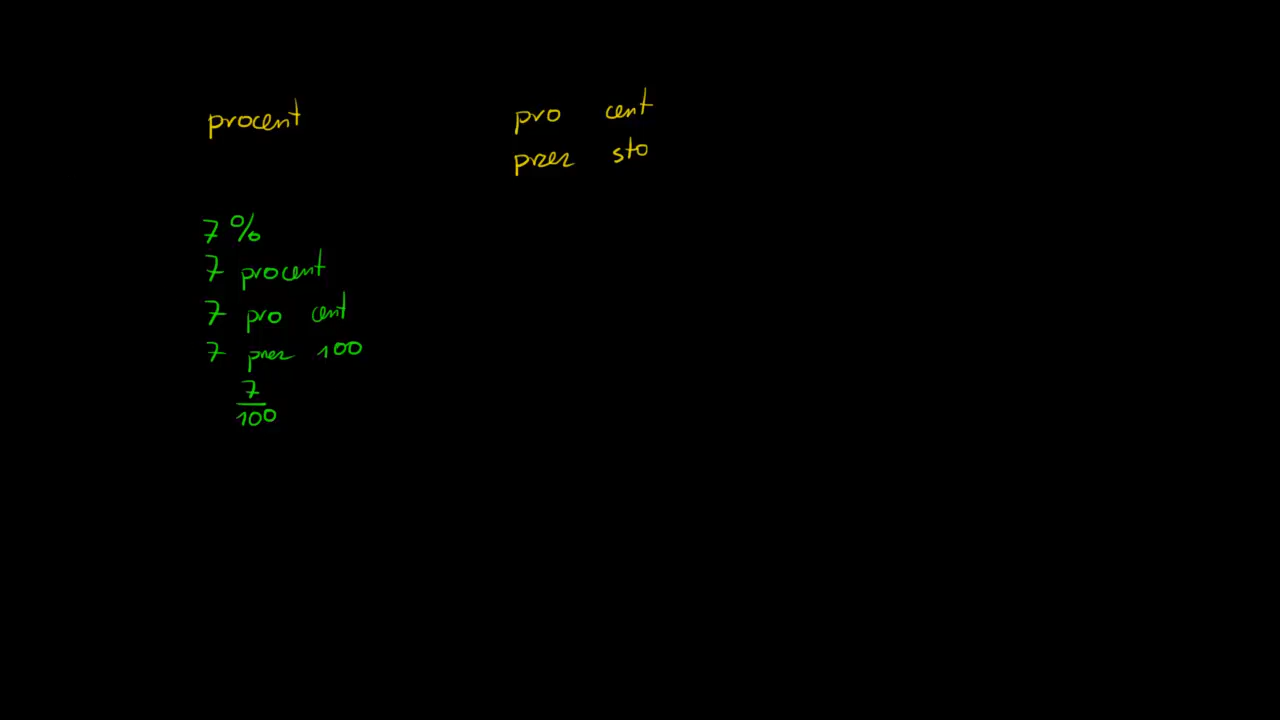 procent
pro cent
przez sto
7%
7 procent
7 pro cent
7 przez 100
7
100